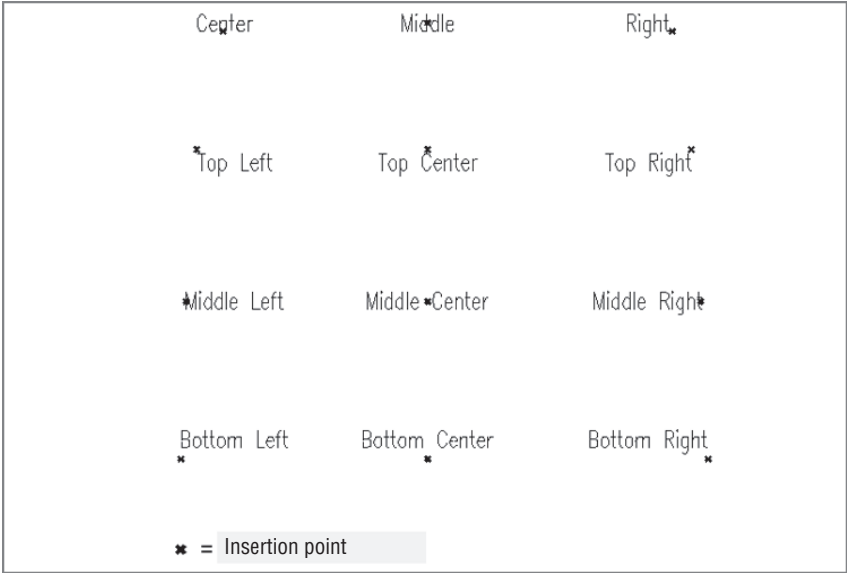 Center Middle Right
Top Left Top Center Top Right
Middle Left Middle Center Middle Right
Bottom Left Bottom Center Bottom Right
= Insertion point